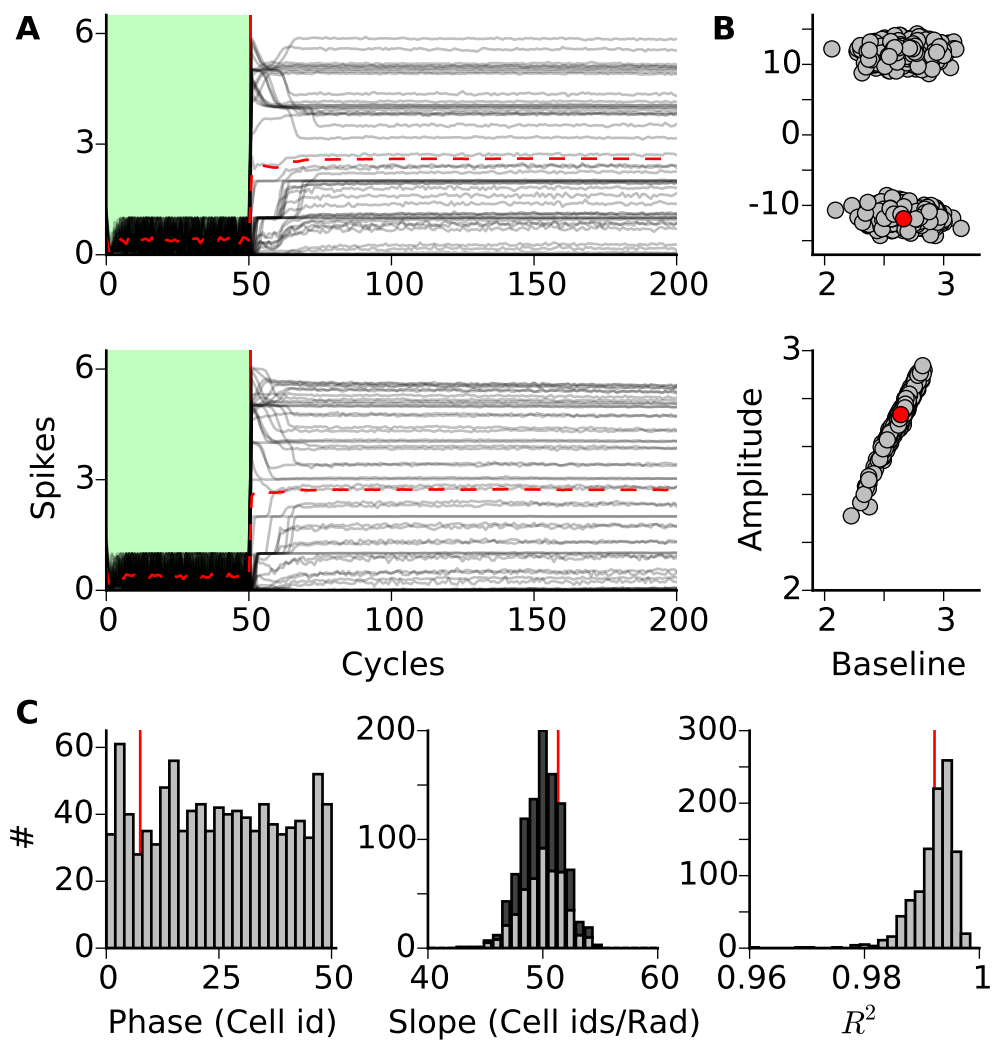 A
B
6
3
0
0 50 100 150 200
10
0
-10
2 3
6
3
0
0 50 100 150 200
Spikes
Cycles
3
2
2 3
Amplitude
Baseline
C
60
40
20
0
0 25 50
#
Phase (Cell id)
200
100
0
40 50 60
Slope (Cell ids/Rad)
300
200
100
0
0.96 0.98 1
R²